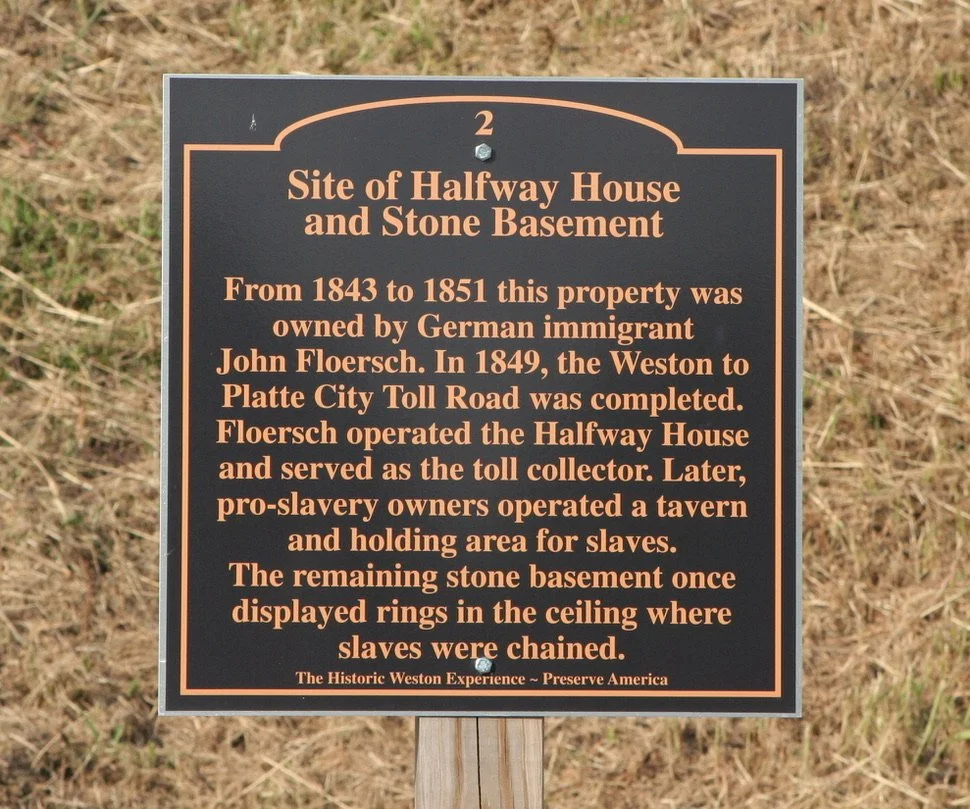 2
Site of Halfway House
and Stone Basement
From 1843 to 1851 this property was
owned by German immigrant
John Floersch. In 1849, the Weston to
Platte City Toll Road was completed.
Floersch operated the Halfway House
and served as the toll collector. Later,
pro-slavery owners operated a tavern
and holding area for slaves.
The remaining stone basement once
displayed rings in the ceiling where
slaves were chained.
The Historic Weston Experience ~ Preserve America